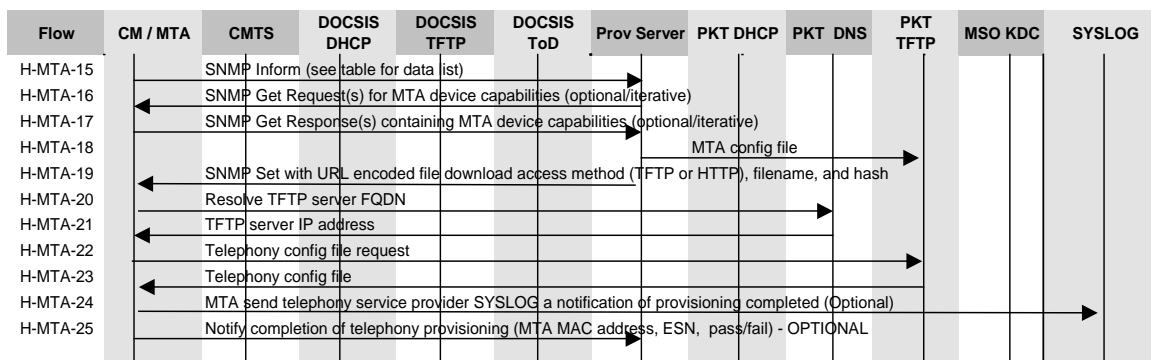 Flow CM / MTA CMTS DOCSIS DHCP DOCSIS TFTP DOCSIS ToD Prov Server PKT DHCP PKT DNS PKT TFTP MSO KDC SYSLOG
H-MTA-15 SNMP Inform (see table for data list)
H-MTA-16 SNMP Get Request(s) for MTA device capabilities (optional/iterative)
H-MTA-17 SNMP Get Response(s) containing MTA device capabilities (optional/iterative)
H-MTA-18 MTA config file
H-MTA-19 SNMP Set with URL encoded file download access method (TFTP or HTTP), filename, and hash
H-MTA-20 Resolve TFTP server FQDN
H-MTA-21 TFTP server IP address
H-MTA-22 Telephony config file request
H-MTA-23 Telephony config file
H-MTA-24 MTA send telephony service provider SYSLOG a notification of provisioning completed (Optional)
H-MTA-25 Notify completion of telephony provisioning (MTA MAC address, ESN, pass/fail) - OPTIONAL